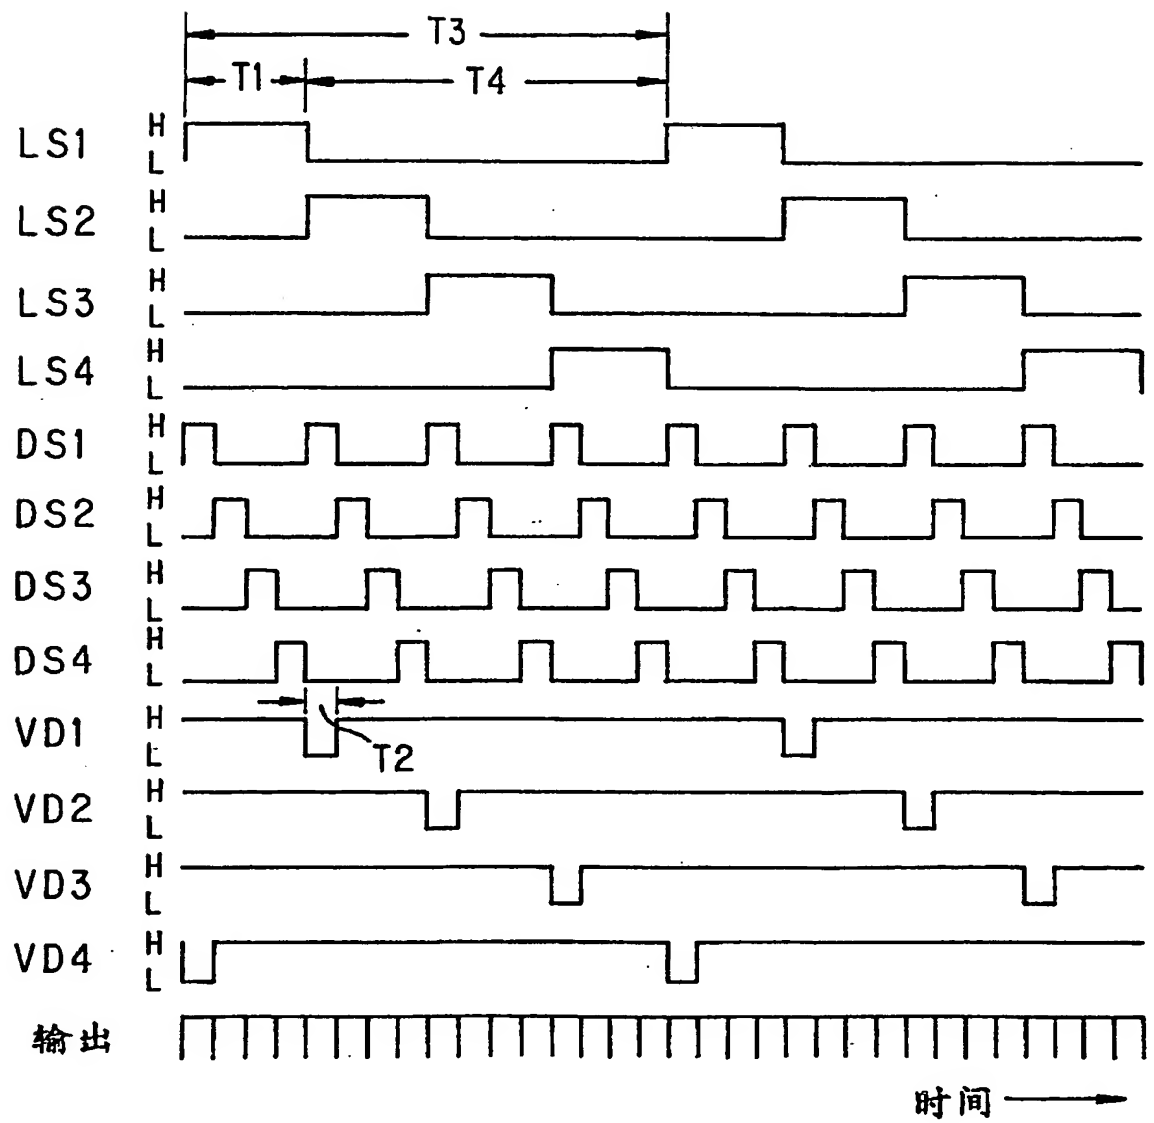 T3
T1 T4
LS1 H L
LS2 H L
LS3 H L
LS4 H L
DS1 H L
DS2 H L
DS3 H L
DS4 H L
VD1 H L
T2
VD2 H L
VD3 H L
VD4 H L
输出
时间